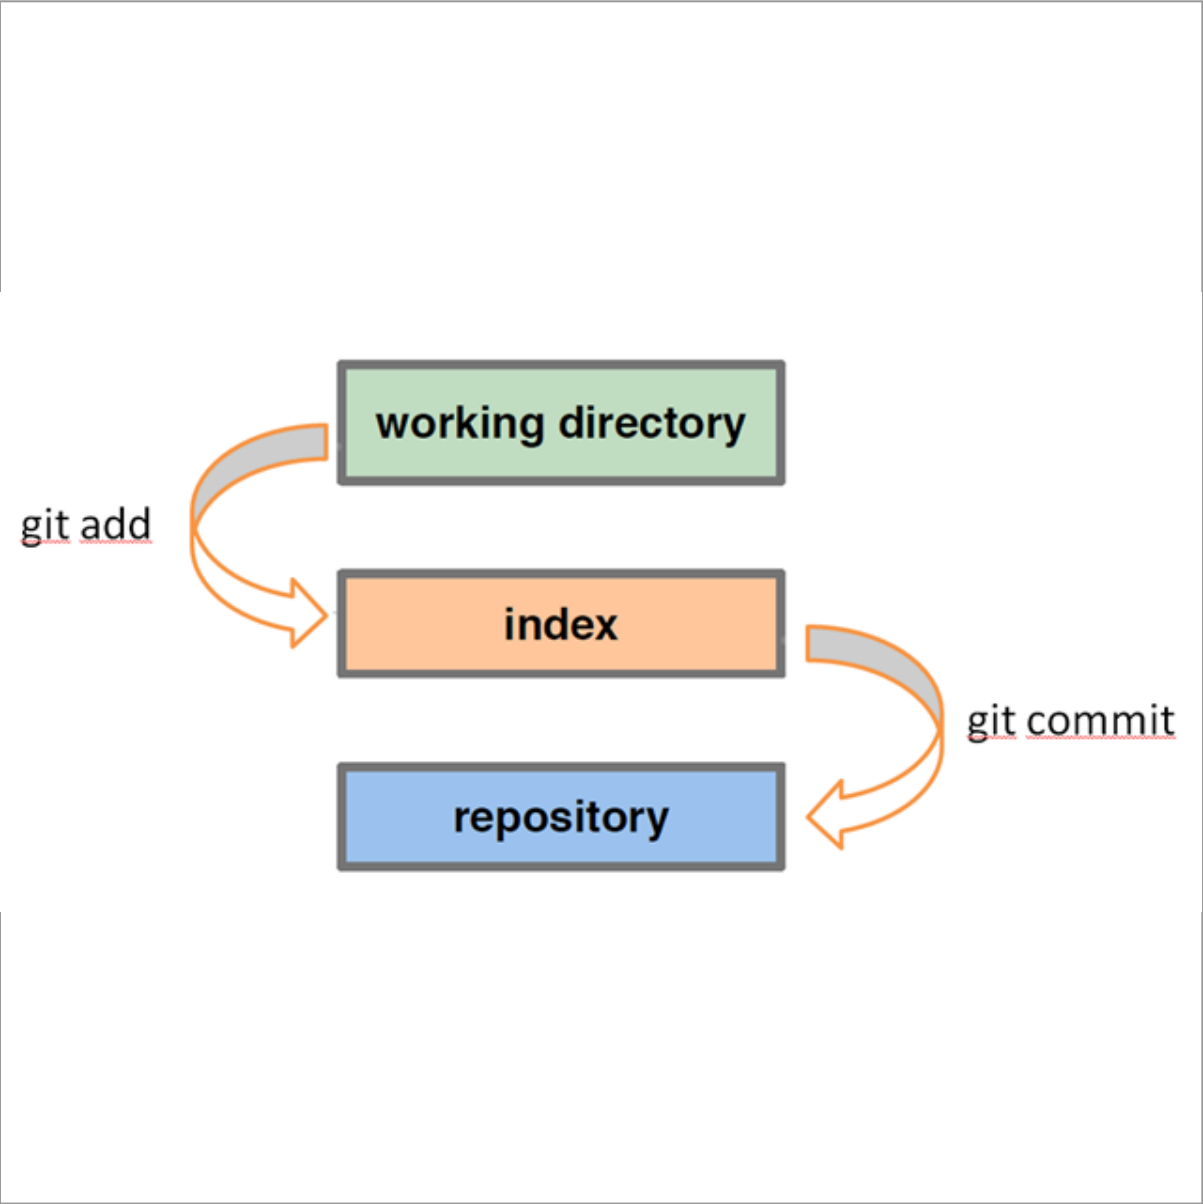 working directory
git add
index
git commit
repository